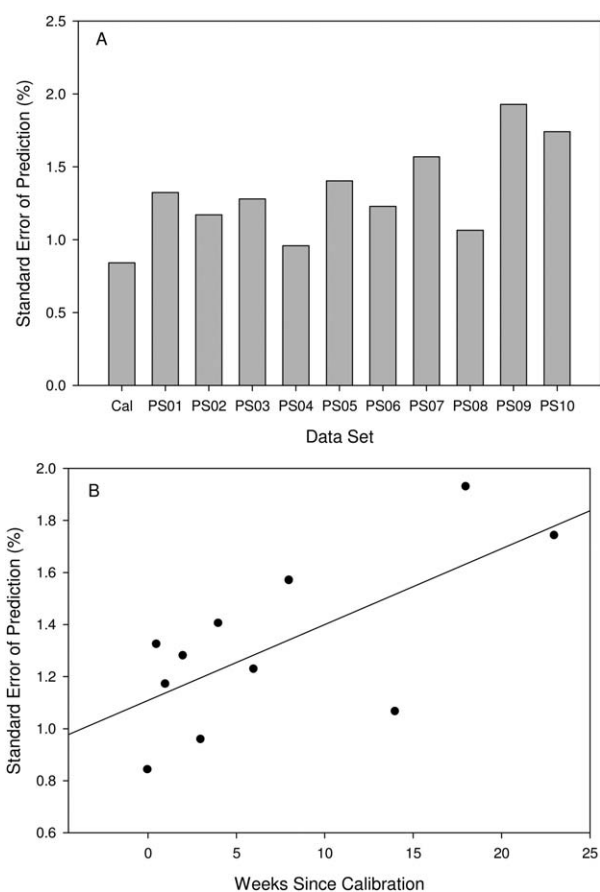 A
Standard Error of Prediction (%)
2.5
2.0
1.5
1.0
0.5
0.0
Cal PS01 PS02 PS03 PS04 PS05 PS06 PS07 PS08 PS09 PS10
Data Set
B
Standard Error of Prediction (%)
2.0
1.8
1.6
1.4
1.2
1.0
0.8
0.6
0 5 10 15 20 25
Weeks Since Calibration